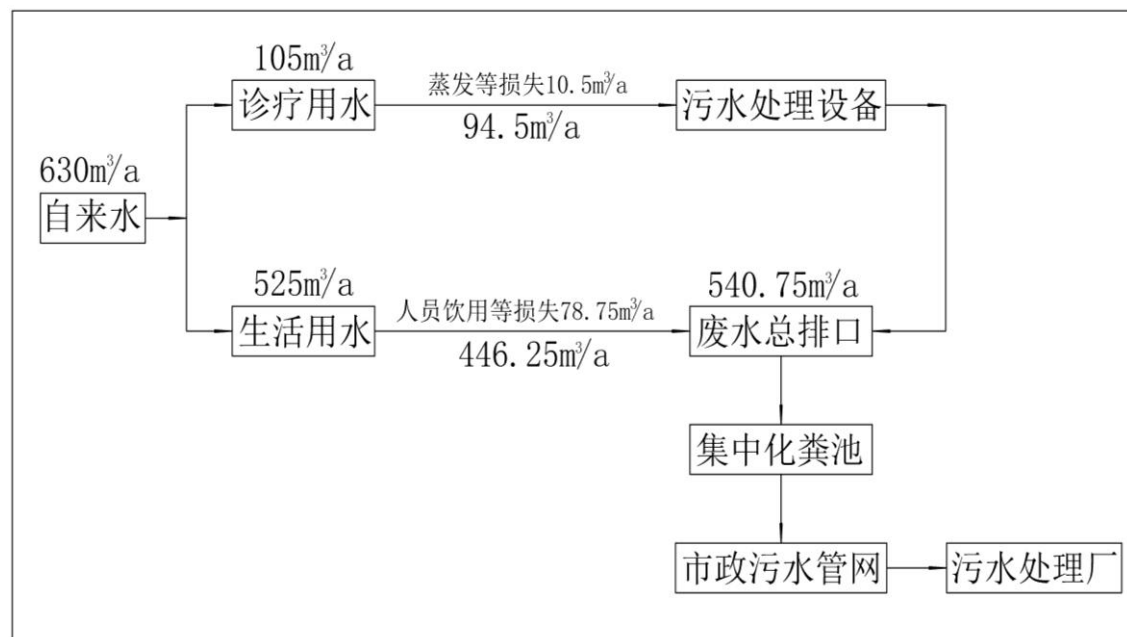 105m³/a
诊疗用水
蒸发等损失10.5m³/a
94.5m³/a
污水处理设备
630m³/a
自来水
525m³/a
生活用水
人员饮用等损失78.75m³/a
446.25m³/a
540.75m³/a
废水总排口
集中化粪池
市政污水管网
污水处理厂